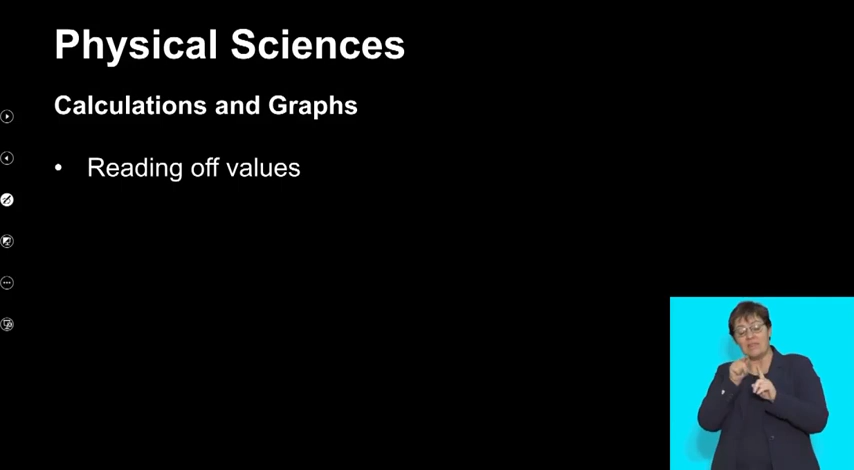 Physical Sciences
Calculations and Graphs
• Reading off values